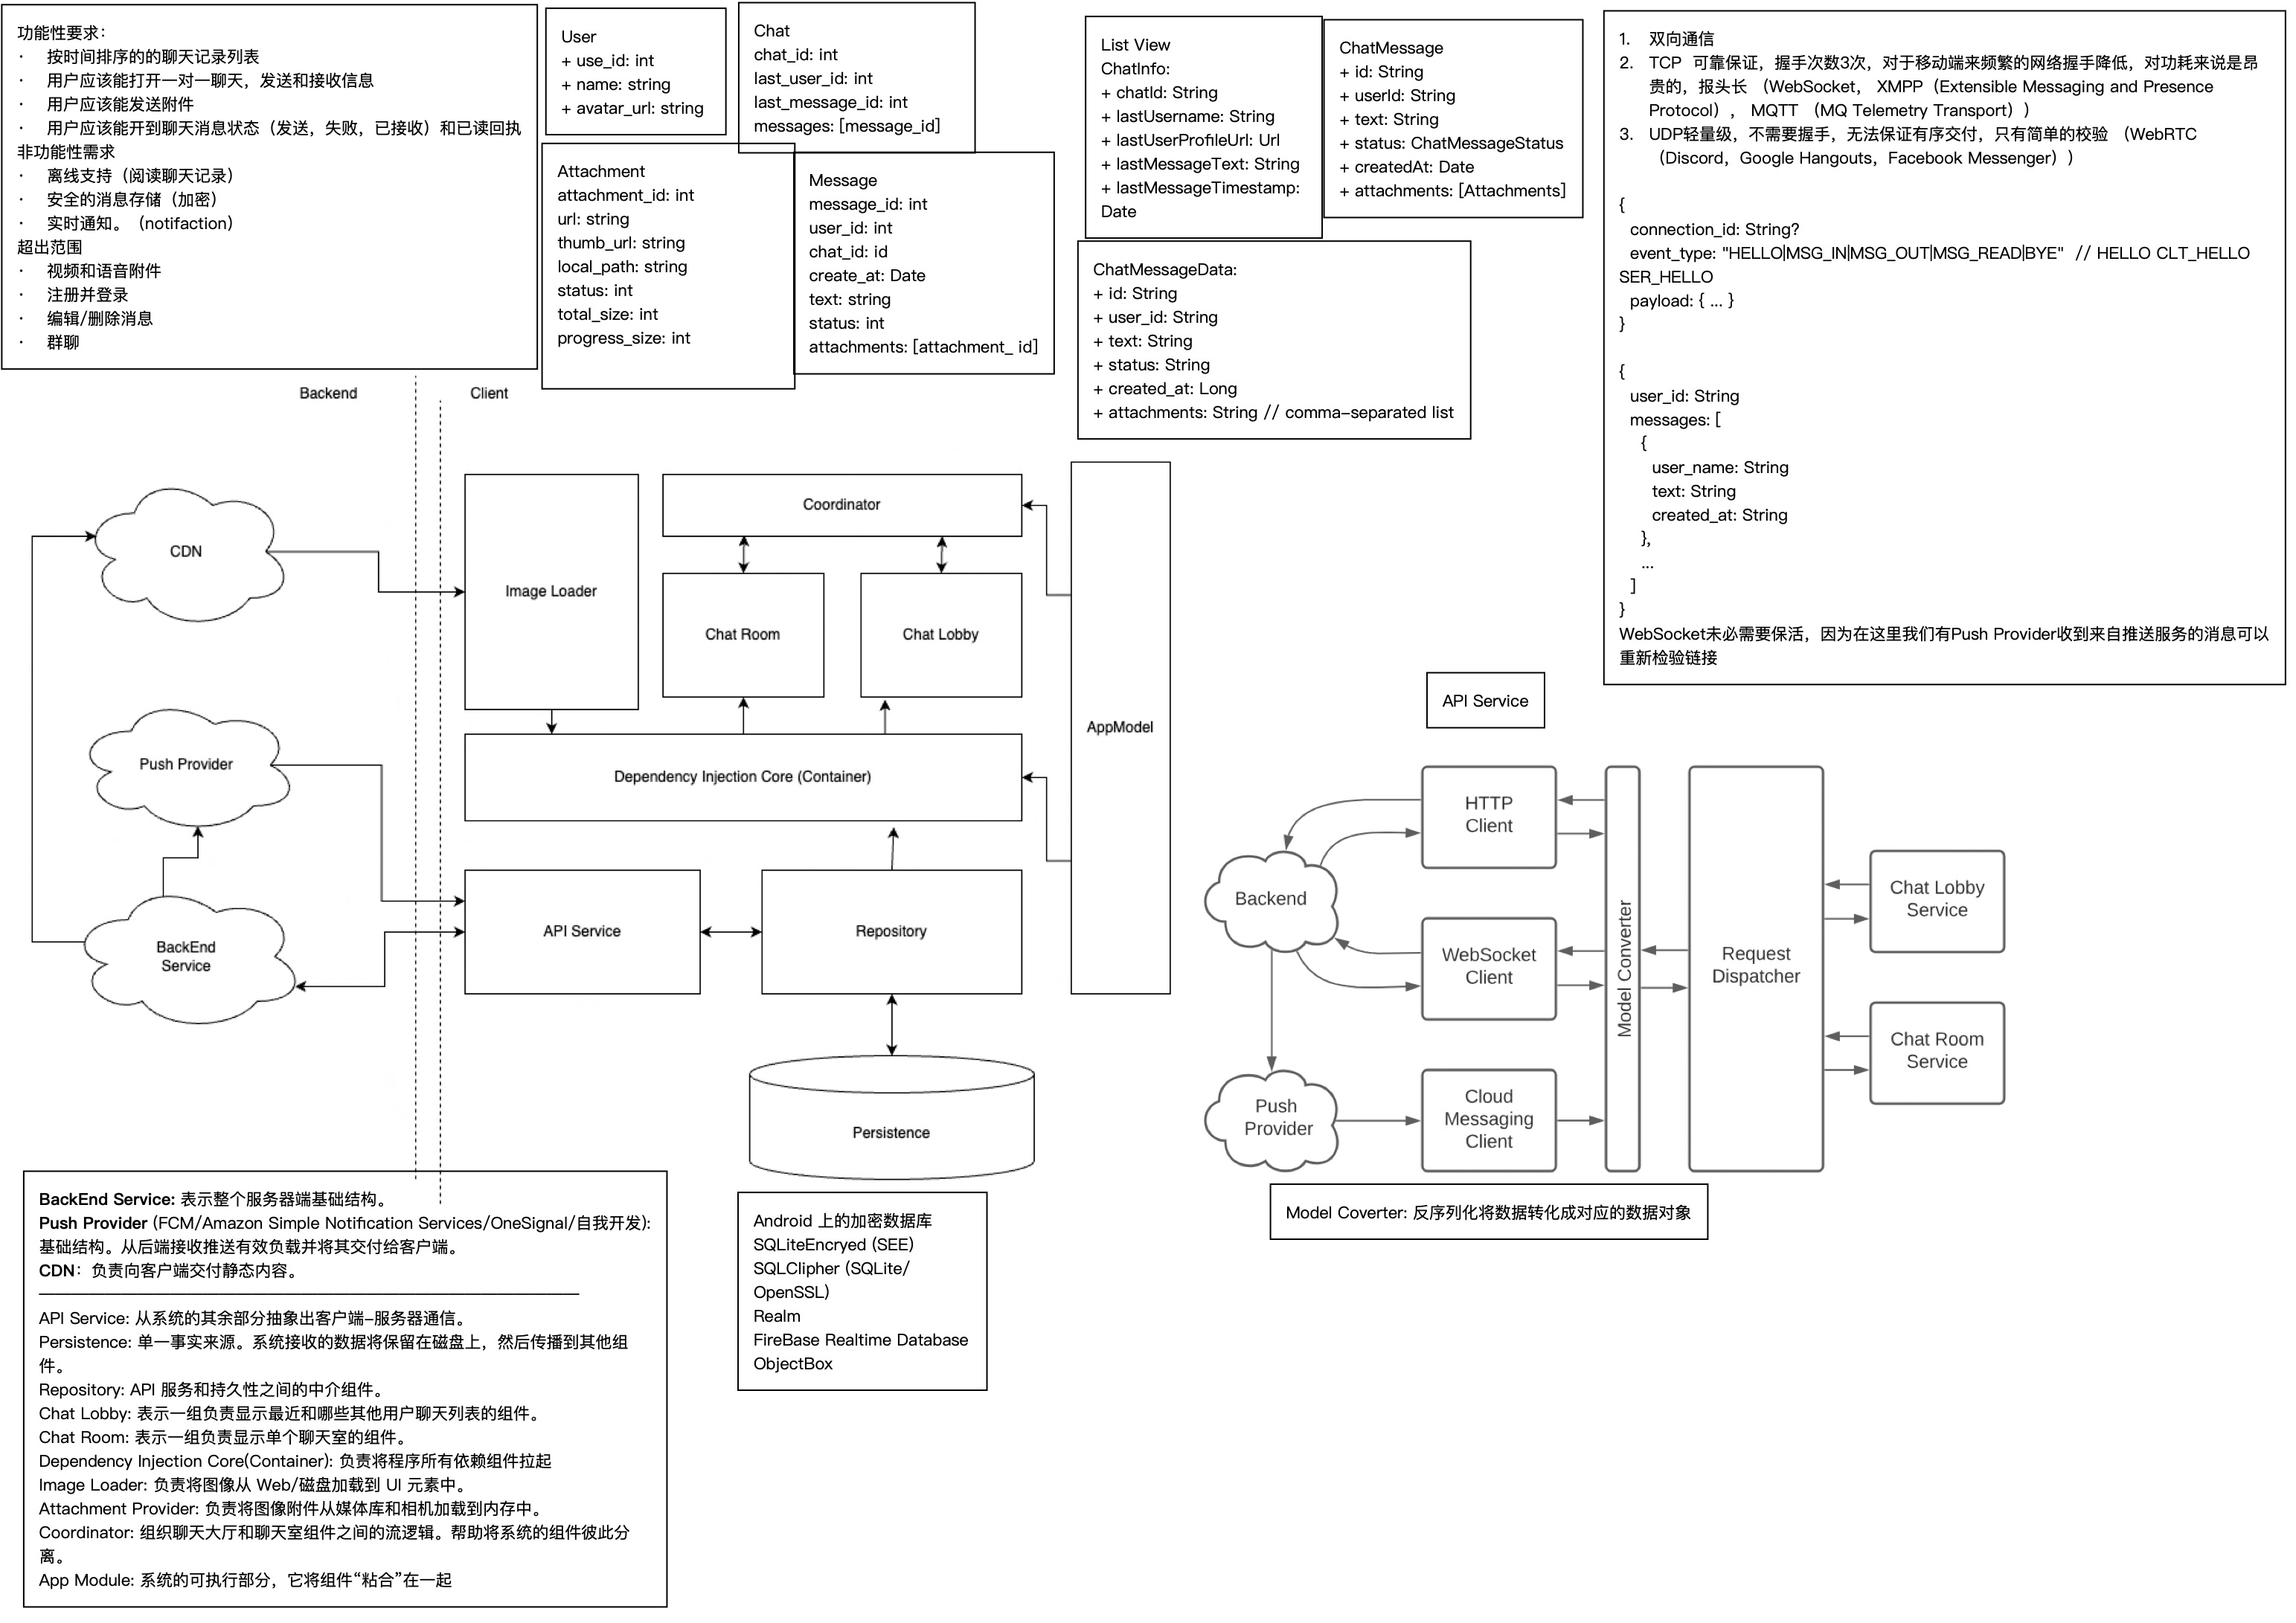 功能性要求：
· 按时间排序的的聊天记录列表
· 用户应该能打开一对一聊天，发送和接收信息
· 用户应该能发送附件
· 用户应该能开到聊天消息状态（发送，失败，已接收）和已读回执
非功能性需求
· 离线支持（阅读聊天记录）
· 安全的消息存储（加密）
· 实时通知。（notifaction）
超出范围
· 视频和语音附件
· 注册并登录
· 编辑/删除消息
· 群聊
User
+ use_id: int
+ name: string
+ avatar_url: string
Chat
chat_id: int
last_user_id: int
last_message_id: int
messages: [message_id]
Attachment
attachment_id: int
url: string
thumb_url: string
local_path: string
status: int
total_size: int
progress_size: int
Message
message_id: int
user_id: int
chat_id: id
create_at: Date
text: string
status: int
attachments: [attachment_ id]
List View
ChatInfo:
+ chatId: String
+ lastUsername: String
+ lastUserProfileUrl: Url
+ lastMessageText: String
+ lastMessageTimestamp:
Date
ChatMessage
+ id: String
+ userId: String
+ text: String
+ status: ChatMessageStatus
+ createdAt: Date
+ attachments: [Attachments]
ChatMessageData:
+ id: String
+ user_id: String
+ text: String
+ status: String
+ created_at: Long
+ attachments: String // comma-separated list
1. 双向通信
2. TCP 可靠保证，握手次数3次，对于移动端来频繁的网络握手降低，对功耗来说是昂
贵的，报头长 （WebSocket， XMPP（Extensible Messaging and Presence
Protocol）， MQTT （MQ Telemetry Transport））
3. UDP轻量级，不需要握手，无法保证有序交付，只有简单的校验 （WebRTC
（Discord，Google Hangouts，Facebook Messenger））
{
connection_id: String?
event_type: "HELLO|MSG_IN|MSG_OUT|MSG_READ|BYE" // HELLO CLT_HELLO
SER_HELLO
payload: { ... }
}
{
user_id: String
messages: [
{
user_name: String
text: String
created_at: String
},
...
]
}
WebSocket未必需要保活，因为在这里我们有Push Provider收到来自推送服务的消息可以
重新检验链接
Backend
Client
CDN
Push Provider
BackEnd
Service
Image Loader
Coordinator
Chat Room
Chat Lobby
Dependency Injection Core (Container)
API Service
Repository
AppModel
Persistence
API Service
HTTP
Client
Backend
WebSocket
Client
Push
Provider
Cloud
Messaging
Client
Model Converter
Request
Dispatcher
Chat Lobby
Service
Chat Room
Service
Model Coverter: 反序列化将数据转化成对应的数据对象
BackEnd Service: 表示整个服务器端基础结构。
Push Provider (FCM/Amazon Simple Notification Services/OneSignal/自我开发):
基础结构。从后端接收推送有效负载并将其交付给客户端。
CDN：负责向客户端交付静态内容。
API Service: 从系统的其余部分抽象出客户端-服务器通信。
Persistence: 单一事实来源。系统接收的数据将保留在磁盘上，然后传播到其他组
件。
Repository: API 服务和持久性之间的中介组件。
Chat Lobby: 表示一组负责显示最近和哪些其他用户聊天列表的组件。
Chat Room: 表示一组负责显示单个聊天室的组件。
Dependency Injection Core(Container): 负责将程序所有依赖组件拉起
Image Loader: 负责将图像从 Web/磁盘加载到 UI 元素中。
Attachment Provider: 负责将图像附件从媒体库和相机加载到内存中。
Coordinator: 组织聊天大厅和聊天室组件之间的流逻辑。帮助将系统的组件彼此分
离。
App Module: 系统的可执行部分，它将组件“粘合”在一起
Android 上的加密数据库
SQLiteEncryed (SEE)
SQLClipher (SQLite/
OpenSSL)
Realm
FireBase Realtime Database
ObjectBox